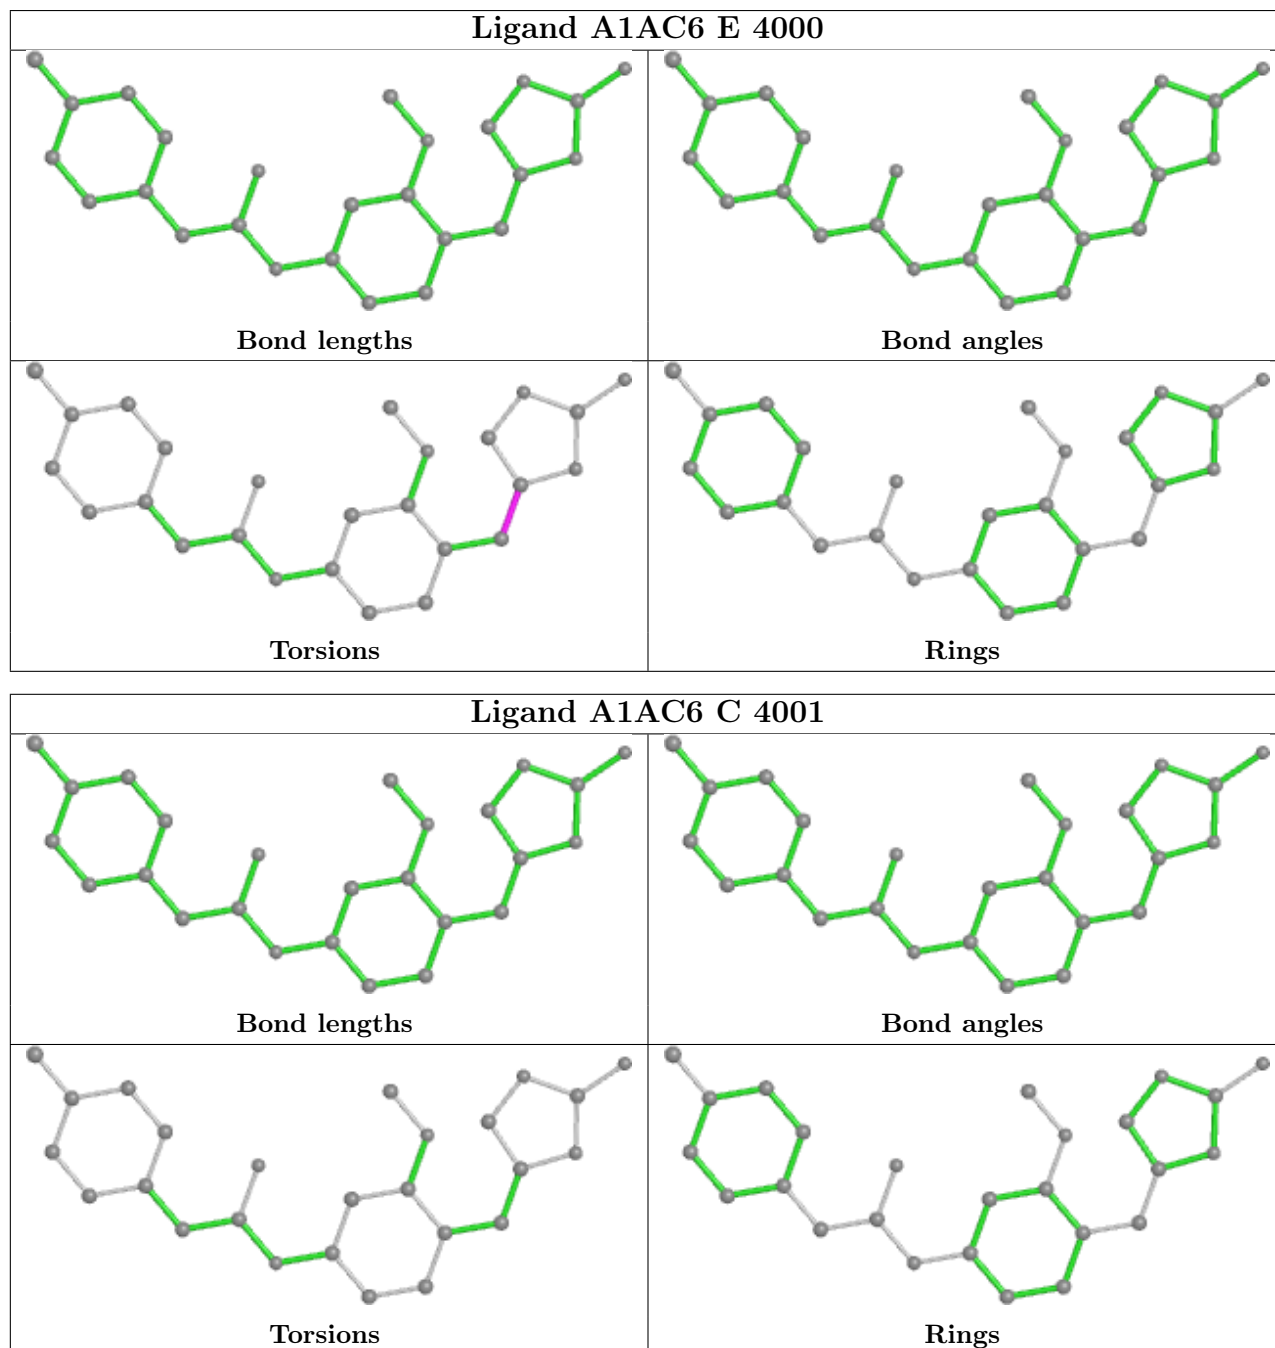 Ligand A1AC6 E 4000
Bond lengths
Bond angles
Torsions
Rings
Ligand A1AC6 C 4001
Bond lengths
Bond angles
Torsions
Rings